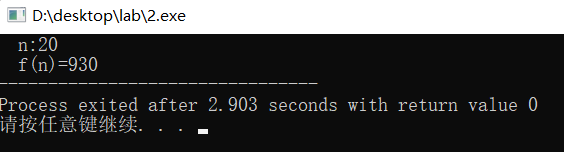 D:\desktop\lab\2.exe
n:20
f(n)=930
--------------------------------
Process exited after 2.903 seconds with return value 0
请按任意键继续. . .